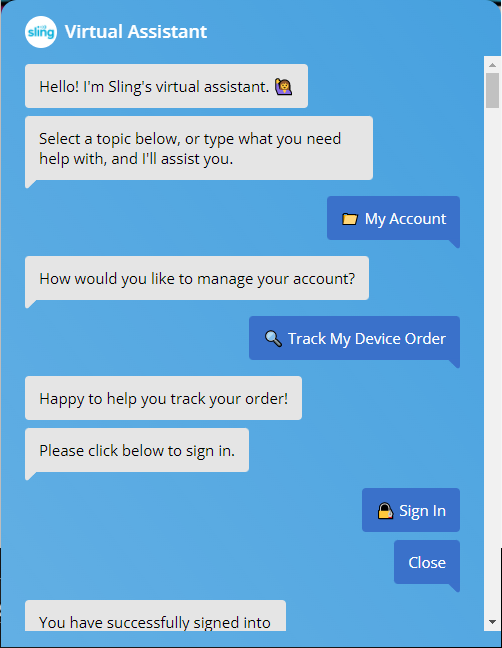 sling Virtual Assistant
Hello! I'm Sling's virtual assistant. 🙋
Select a topic below, or type what you need
help with, and I'll assist you.
📁 My Account
How would you like to manage your account?
🔍 Track My Device Order
Happy to help you track your order!
Please click below to sign in.
🔒 Sign In
Close
You have successfully signed into